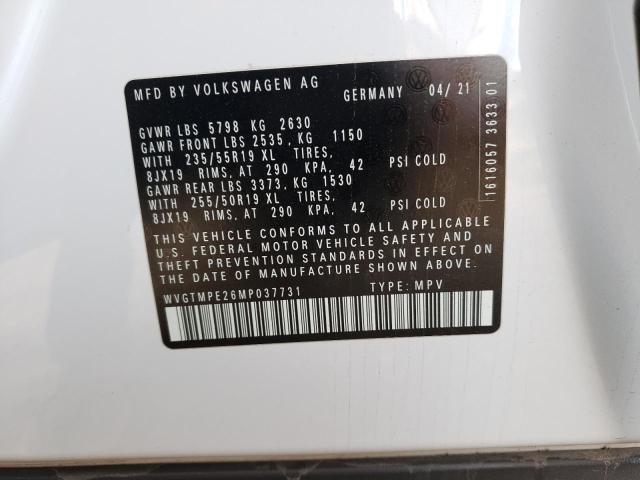 MFD BY VOLKSWAGEN AG
GERMANY 04/21
GVWR LBS 5798 KG 2630
GAWR FRONT LBS 2535, KG 1150
WITH 235/55R19 XL TIRES,
8JX19 RIMS, AT 290 KPA, 42 PSI COLD
GAWR REAR LBS 3373, KG 1530
WITH 255/50R19 XL TIRES,
8JX19 RIMS, AT 290 KPA, 42 PSI COLD
THIS VEHICLE CONFORMS TO ALL APPLICABLE
U.S. FEDERAL MOTOR VEHICLE SAFETY AND
THEFT PREVENTION STANDARDS IN EFFECT ON
THE DATE OF MANUFACTURE SHOWN ABOVE.
WVGTMPE26MP037731 TYPE: MPV
1616057 3633 01